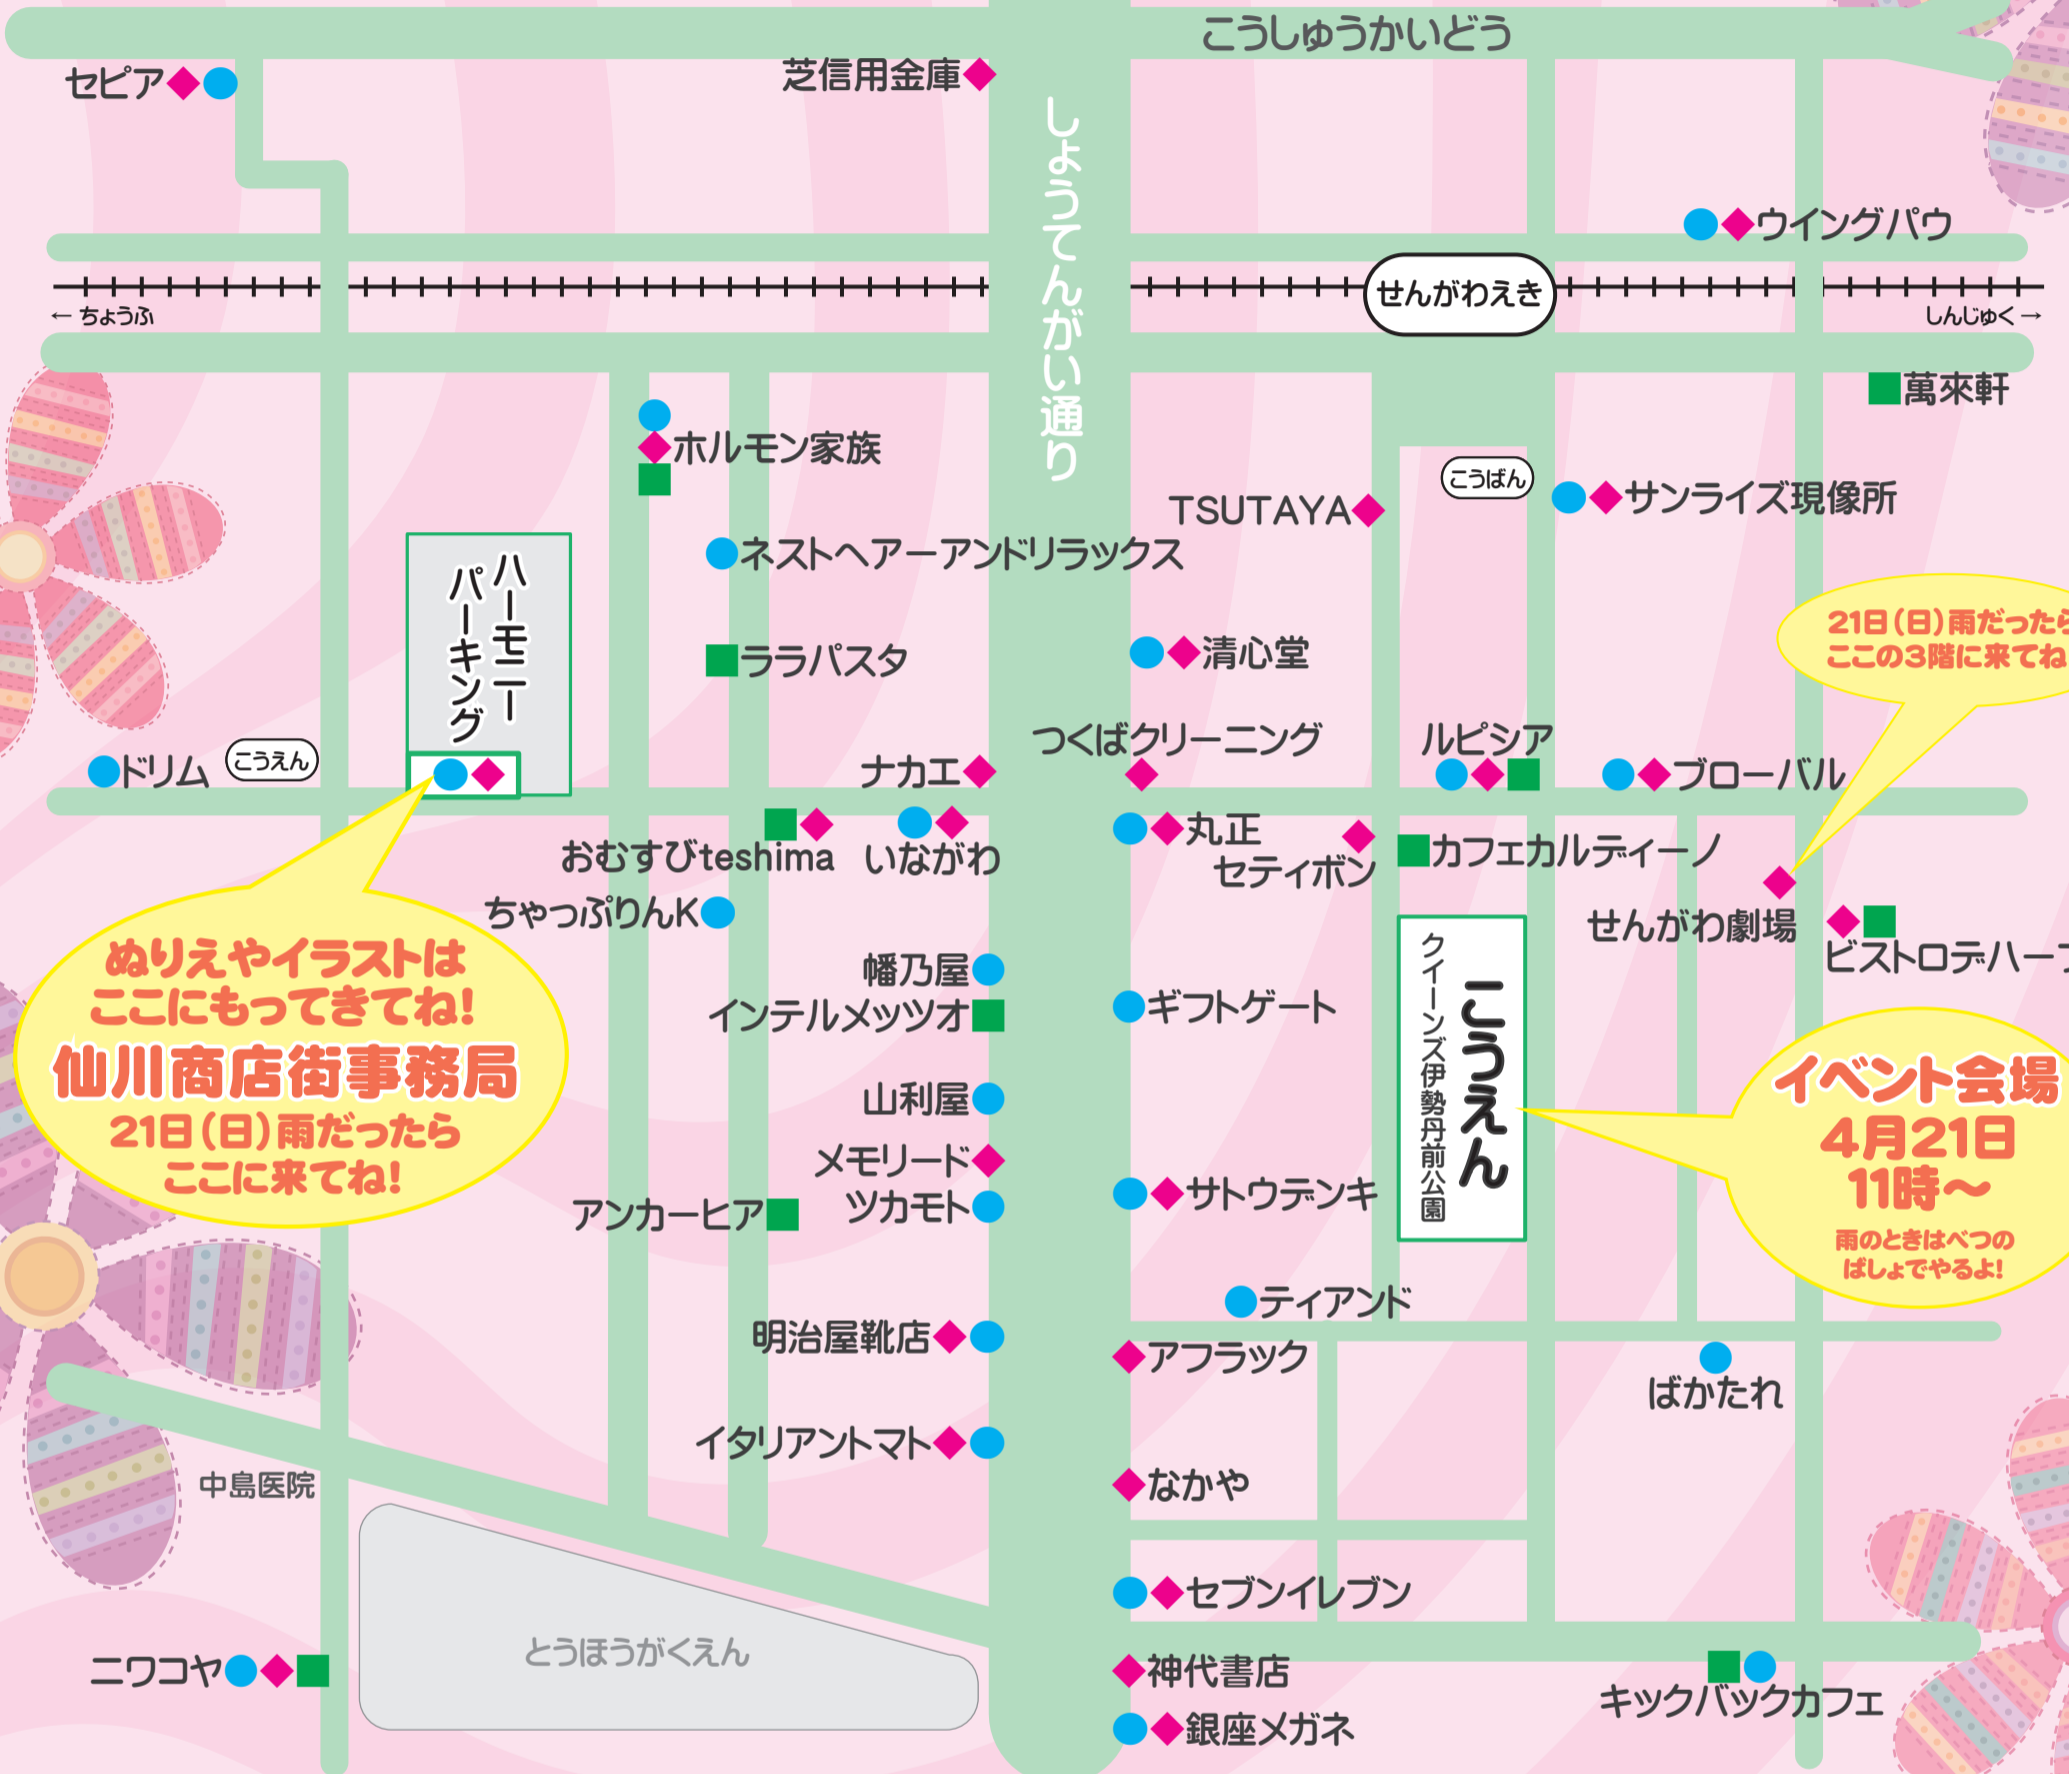 こうしゅうかいどう
セピア
芝信用金庫
しょうてんがい通り
ウイングパウ
せんがわえき
← ちょうふ
しんじゅく →
萬來軒
ホルモン家族
こうばん
サンライズ現像所
TSUTAYA
ネストヘアーアンドリラックス
ハーモニー
パーキング
21日(日)雨だったら
ここの3階に来てね
ララパスタ
清心堂
つくばクリーニング
ルピシア
ドリム
こうえん
ナカエ
ブローバル
おむすびteshima
いながわ
丸正
セティボン
カフェカルディーノ
ちゃっぷりんK
せんがわ劇場
ビストロデハーブ
ぬりえやイラストは
ここにもってきてね!
仙川商店街事務局
21日(日)雨だったら
ここに来てね!
幡乃屋
インテルメッツオ
ギフトゲート
こうえん
クイーンズ伊勢丹前公園
イベント会場
4月21日
11時〜
雨のときはべつの
ばしょでやるよ!
山利屋
メモリード
ツカモト
サトウデンキ
アンカーヒア
ティアンド
明治屋靴店
アフラック
ばかたれ
イタリアントマト
なかや
中島医院
セブンイレブン
とうほうがくえん
ニワコヤ
神代書店
キックバックカフェ
銀座メガネ